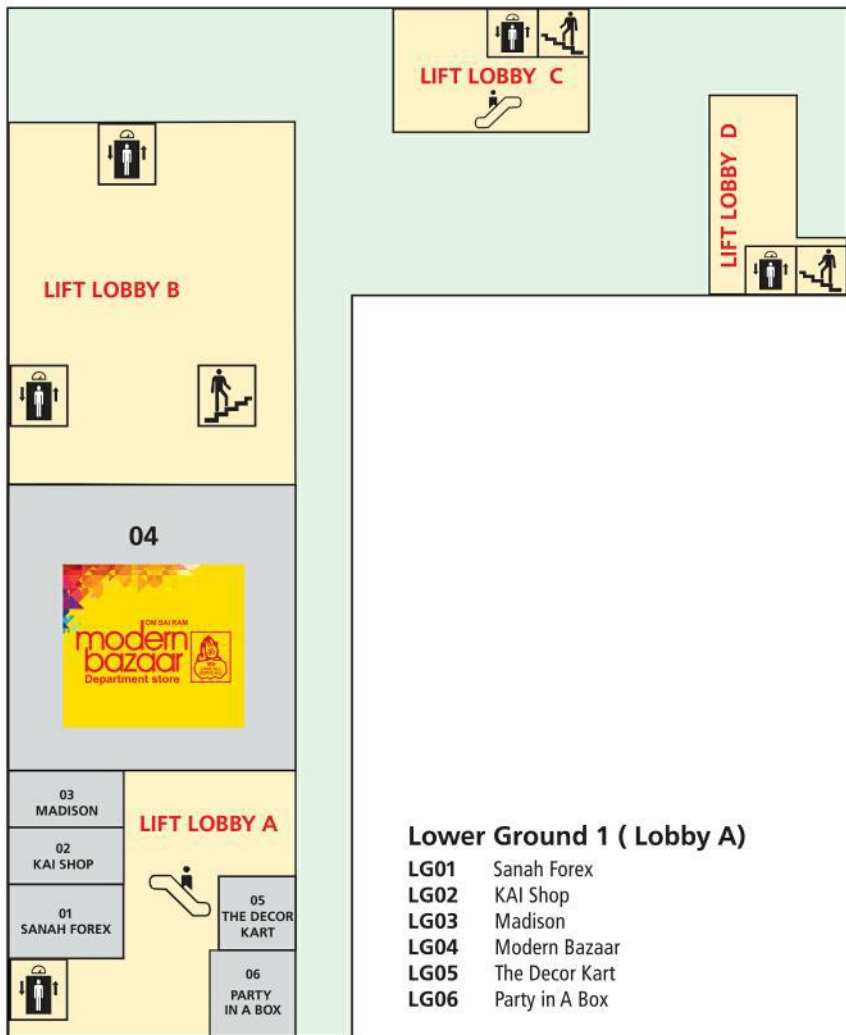 LIFT LOBBY C
LIFT LOBBY D
LIFT LOBBY B
04
OM SAI RAM
modern
bazaar
Department store
03
MADISON
LIFT LOBBY A
02
KAI SHOP
01
SANAH FOREX
05
THE DECOR
KART
06
PARTY
IN A BOX
Lower Ground 1 ( Lobby A)
LG01 Sanah Forex
LG02 KAI Shop
LG03 Madison
LG04 Modern Bazaar
LG05 The Decor Kart
LG06 Party in A Box